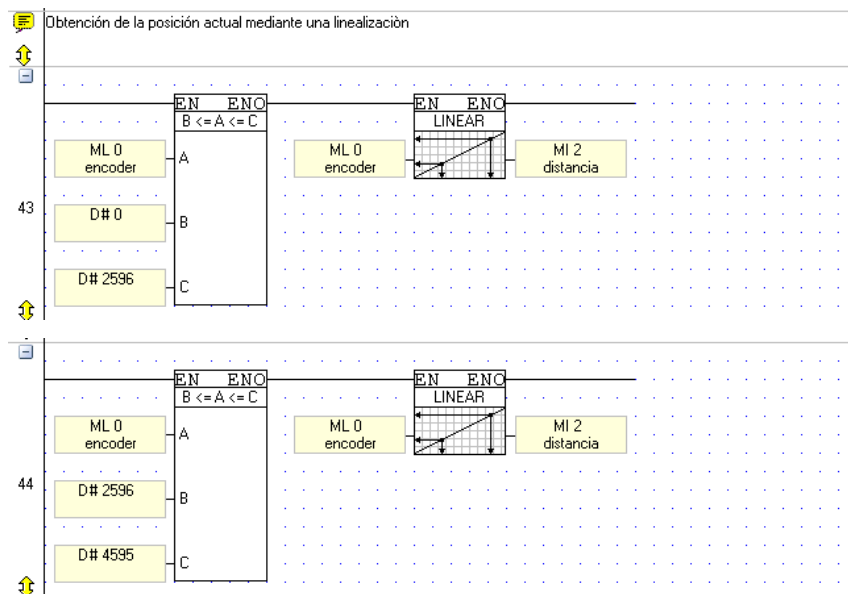 Obtención de la posición actual mediante una linealizaciòn
EN ENO EN ENO
B <= A <= C LINEAR
ML 0 A ML 0 MI 2
encoder encoder distancia
43 D# 0 B
D# 2596 C
EN ENO EN ENO
B <= A <= C LINEAR
ML 0 A ML 0 MI 2
encoder encoder distancia
44 D# 2596 B
D# 4595 C